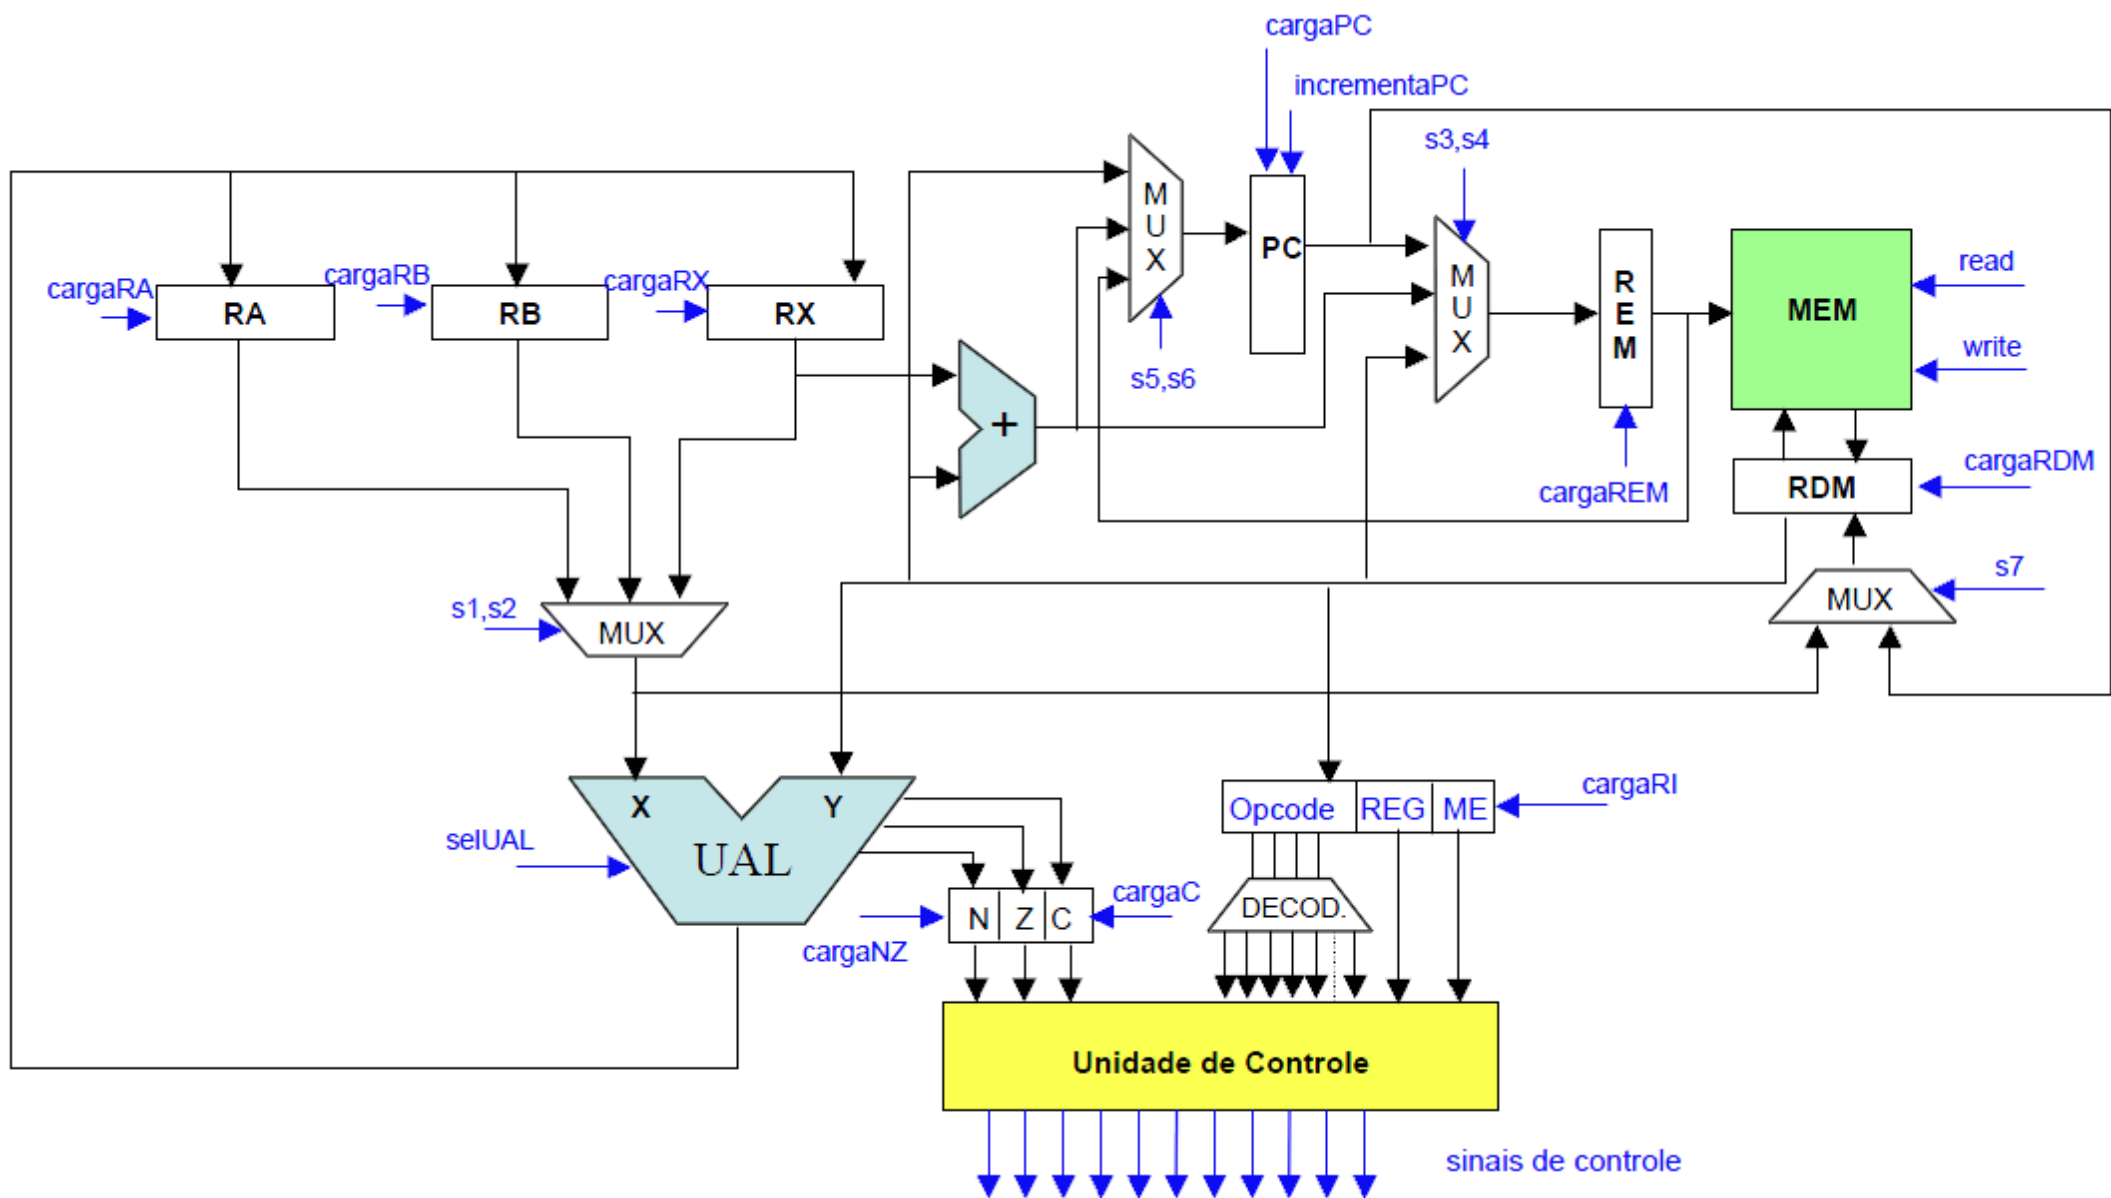 cargaPC
incrementaPC
s3,s4
M
U
X
PC
s5,s6
M
U
X
R
E
M
cargaREM
MEM
read
write
RDM
cargaRDM
MUX
s7
cargaRA
RA
cargaRB
RB
cargaRX
RX
+
s1,s2
MUX
X
Y
UAL
selUAL
N Z C
cargaC
cargaNZ
Opcode REG ME
cargaRI
DECOD.
Unidade de Controle
sinais de controle